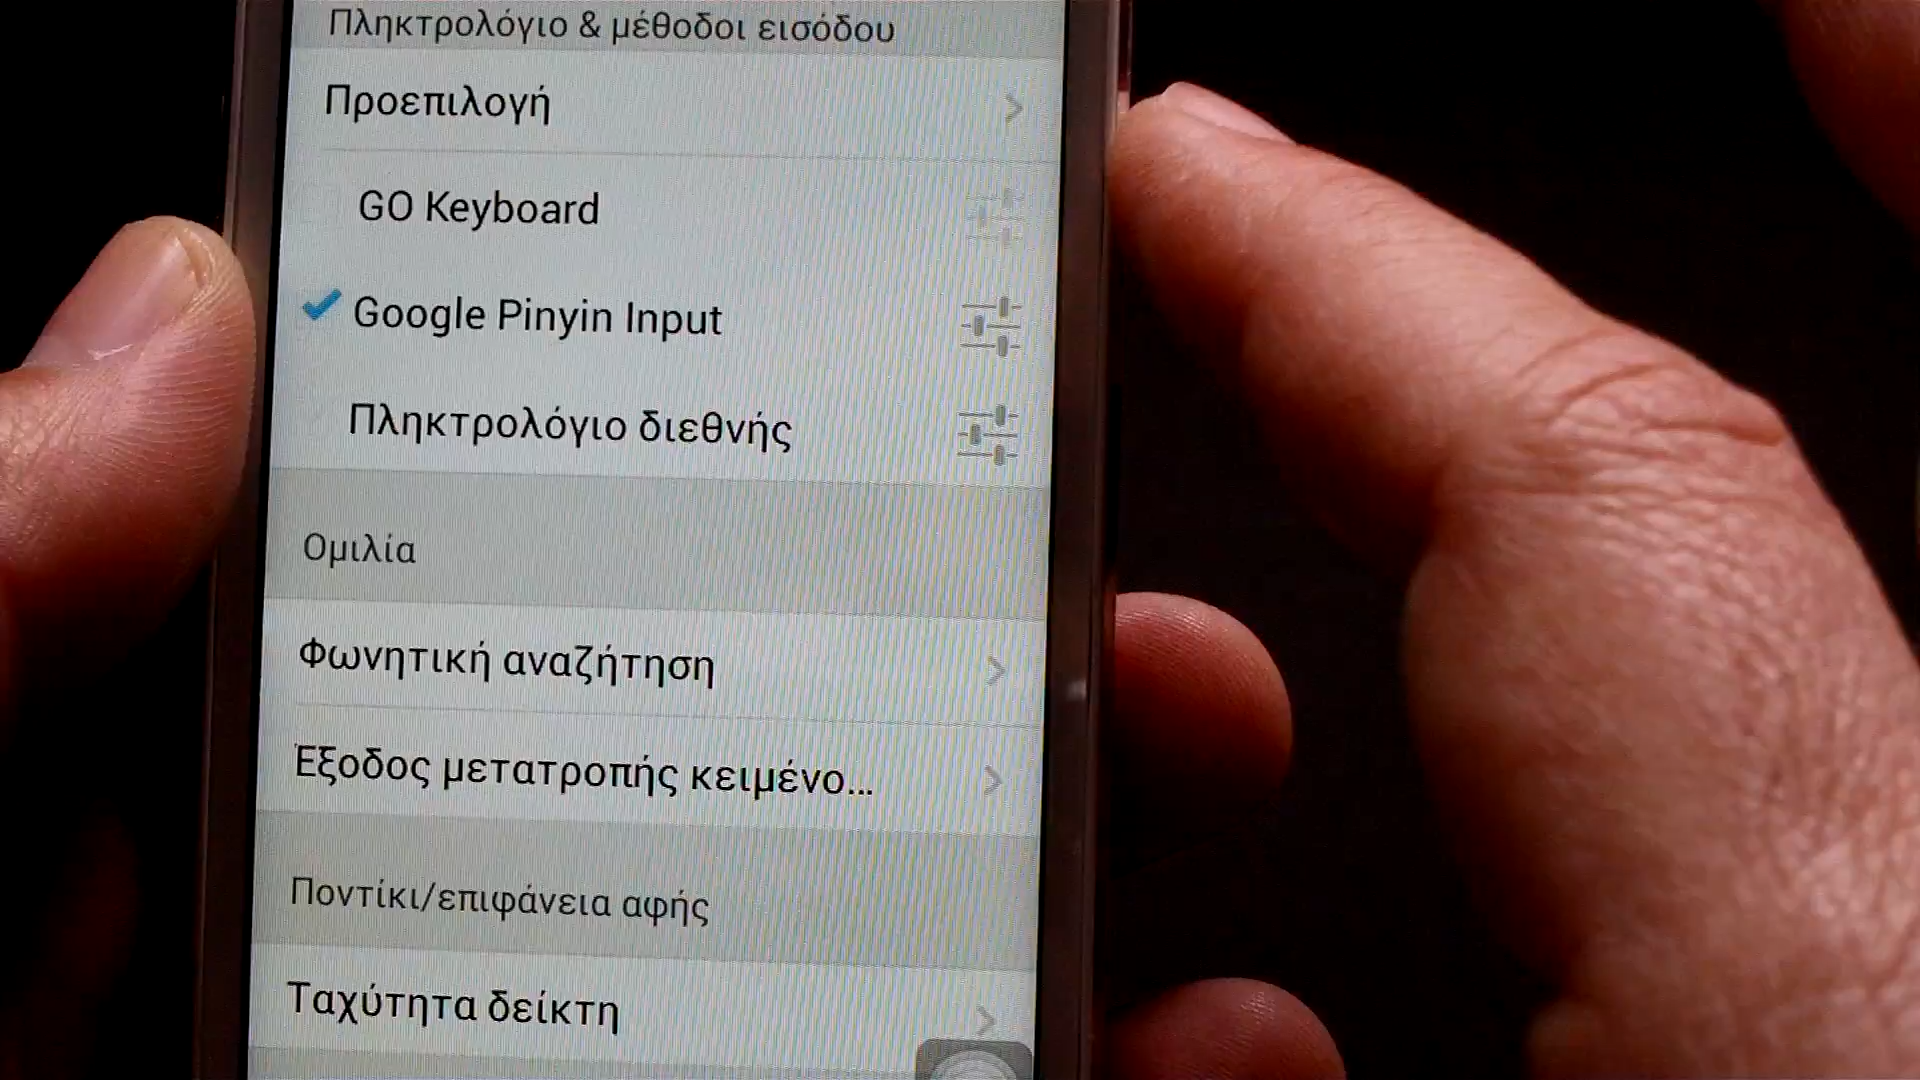 Πληκτρολόγιο & μέθοδοι εισόδου
Προεπιλογή
GO Keyboard
Google Pinyin Input
Πληκτρολόγιο διεθνής
Ομιλία
Φωνητική αναζήτηση
Έξοδος μετατροπής κειμένο...
Ποντίκι/επιφάνεια αφής
Ταχύτητα δείκτη